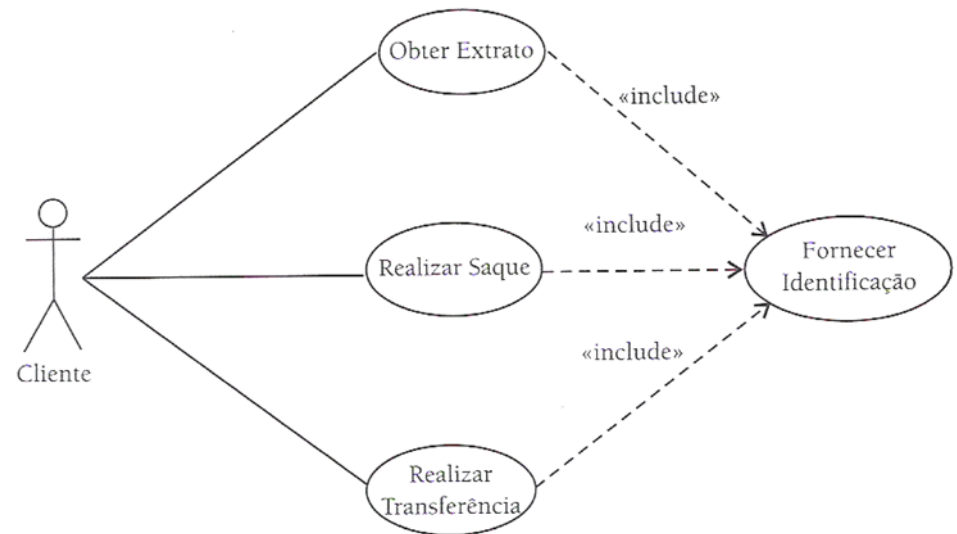 Obter Extrato
«include»
«include»
Realizar Saque
Fornecer
Identificação
«include»
Cliente
Realizar
Transferência